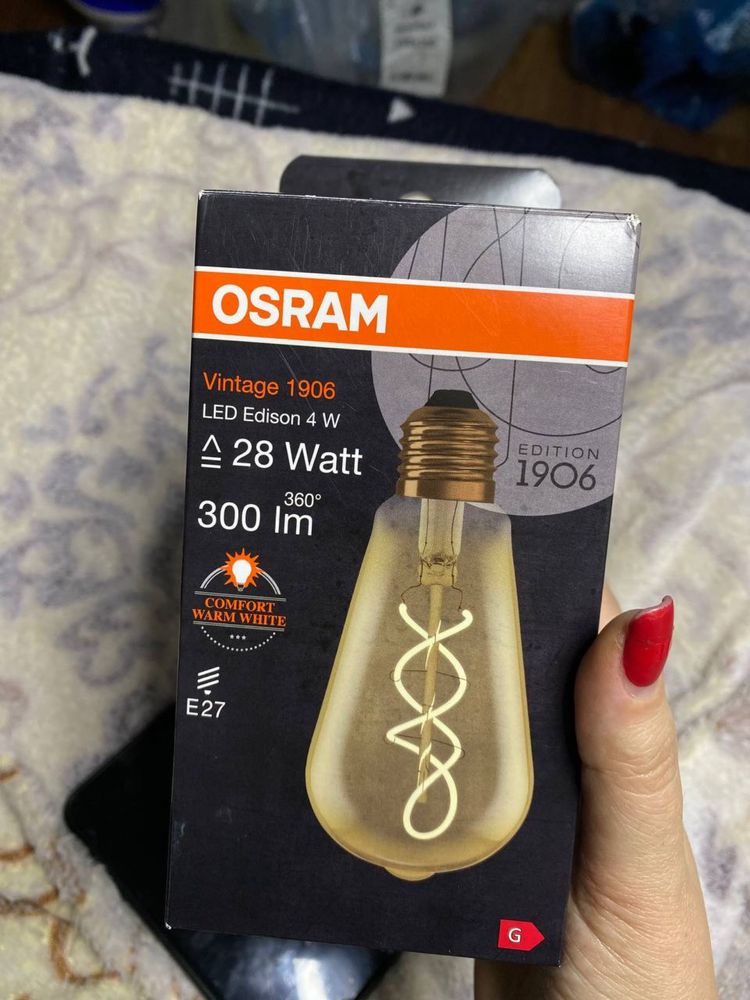 OSRAM
Vintage 1906
LED Edison 4 W
≙ 28 Watt
360°
300 lm
EDITION
1906
COMFORT
WARM WHITE
E27
G